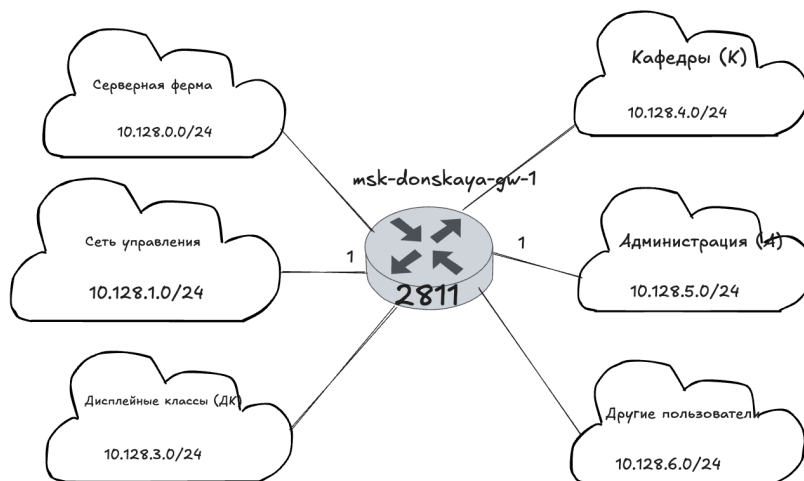 Серверная ферма
10.128.0.0/24
Кафедры (К)
10.128.4.0/24
msk-donskaya-gw-1
Сеть управления
10.128.1.0/24
1
1
2811
Администрация (А)
10.128.5.0/24
Дисплейные классы (ДК)
10.128.3.0/24
Другие пользователи
10.128.6.0/24